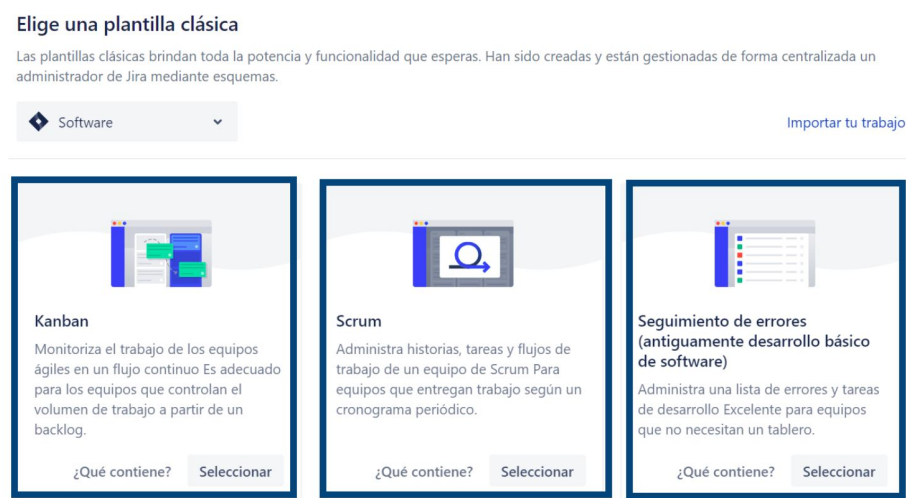 Elige una plantilla clásica
Las plantillas clásicas brindan toda la potencia y funcionalidad que esperas. Han sido creadas y están gestionadas de forma centralizada un
administrador de Jira mediante esquemas.
Software
Importar tu trabajo
Kanban
Monitoriza el trabajo de los equipos
ágiles en un flujo continuo Es adecuado
para los equipos que controlan el
volumen de trabajo a partir de un
backlog.
¿Qué contiene? Seleccionar
Scrum
Administra historias, tareas y flujos de
trabajo de un equipo de Scrum Para
equipos que entregan trabajo según un
cronograma periódico.
¿Qué contiene? Seleccionar
Seguimiento de errores
(antiguamente desarrollo básico
de software)
Administra una lista de errores y tareas
de desarrollo Excelente para equipos
que no necesitan un tablero.
¿Qué contiene? Seleccionar